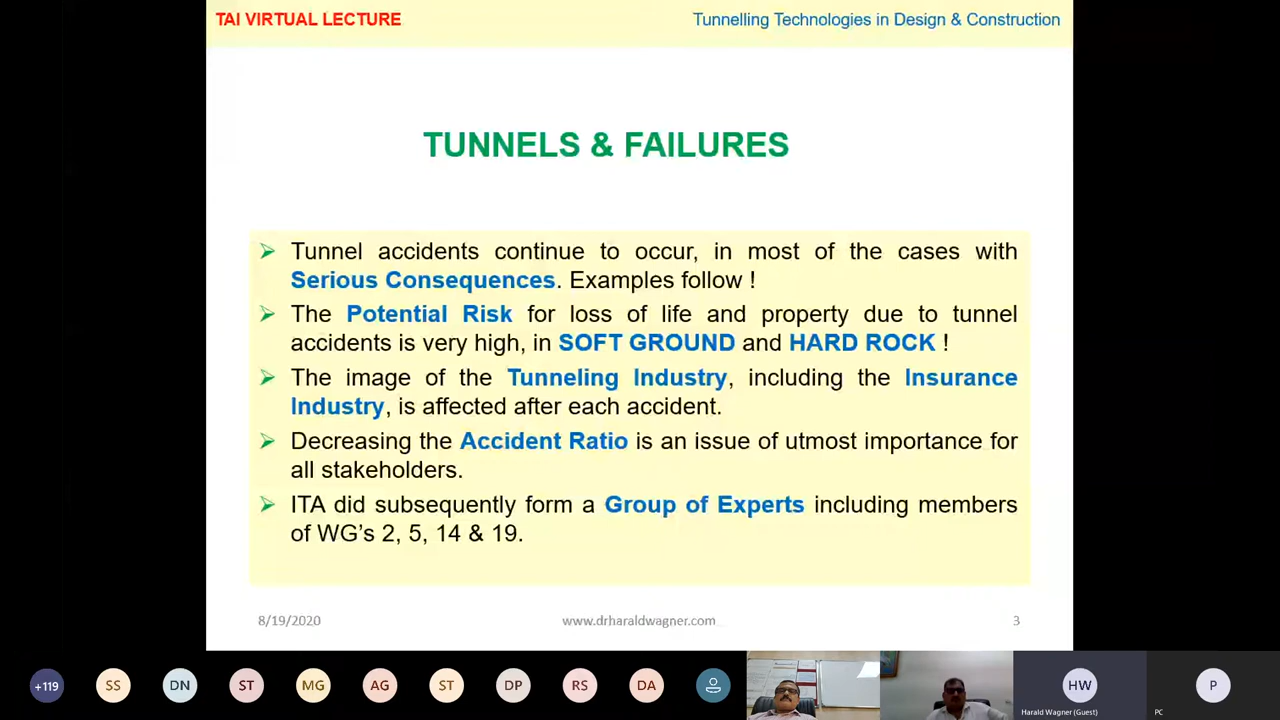 TAI VIRTUAL LECTURE
Tunnelling Technologies in Design & Construction
TUNNELS & FAILURES
Tunnel accidents continue to occur, in most of the cases with
Serious Consequences. Examples follow !
The Potential Risk for loss of life and property due to tunnel
accidents is very high, in SOFT GROUND and HARD ROCK !
The image of the Tunneling Industry, including the Insurance
Industry, is affected after each accident.
Decreasing the Accident Ratio is an issue of utmost importance for
all stakeholders.
ITA did subsequently form a Group of Experts including members
of WG's 2, 5, 14 & 19.
8/19/2020
www.drharaldwagner.com
3
+119
SS
DN
ST
MG
AG
ST
DP
RS
DA
HW
Harald Wagner (Guest)
P
PC